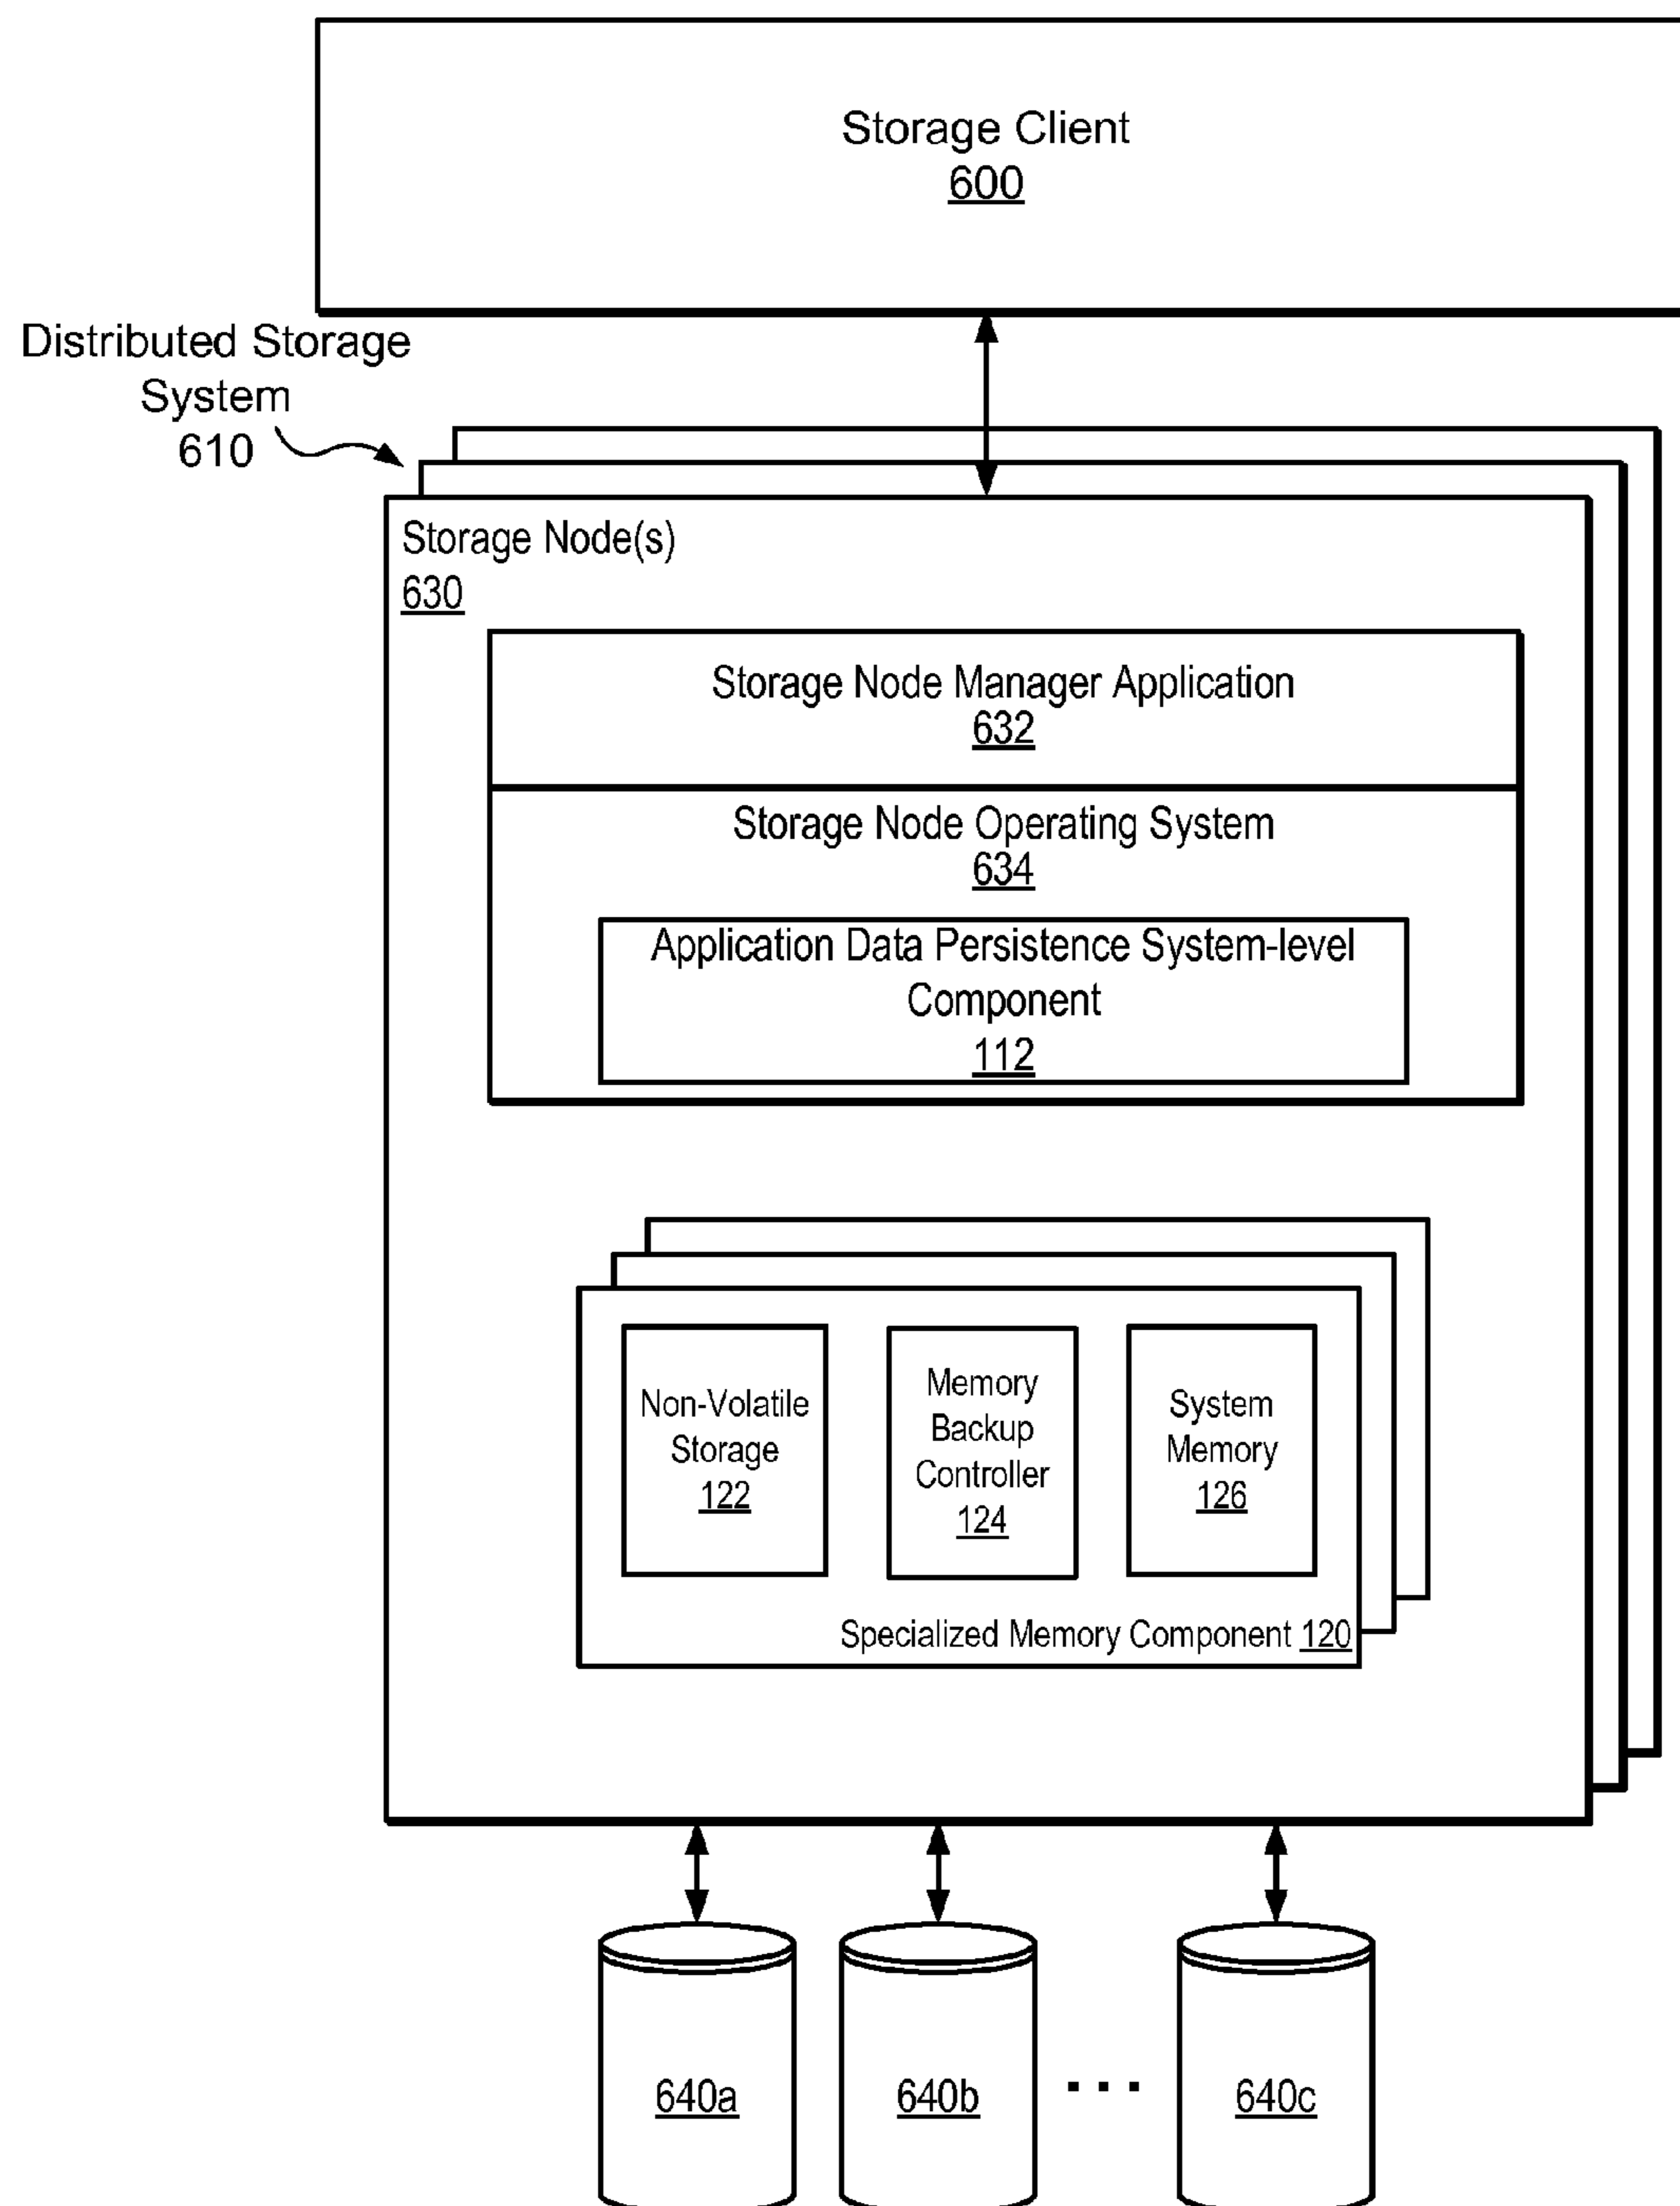 Storage Client
600
Distributed Storage
System
610
Storage Node(s)
630
Storage Node Manager Application
632
Storage Node Operating System
634
Application Data Persistence System-level
Component
112
Non-Volatile
Storage
122
Memory
Backup
Controller
124
System
Memory
126
Specialized Memory Component 120
640a
640b
. . .
640c